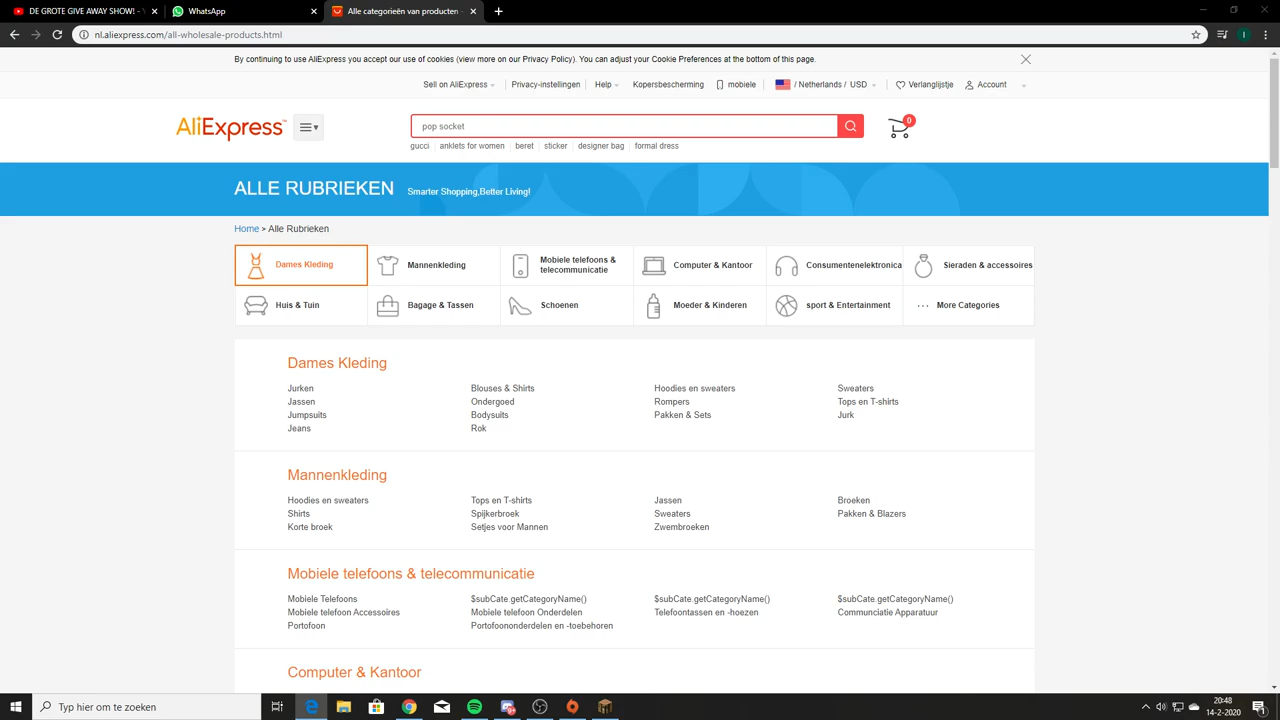 DE GROTE GIVE AWAY SHOW! -
WhatsApp
Alle categorieën van producten -
nl.aliexpress.com/all-wholesale-products.html
By continuing to use AliExpress you accept our use of cookies (view more on our Privacy Policy). You can adjust your Cookie Preferences at the bottom of this page.
Sell on AliExpress Privacy-instellingen Help Kopersbescherming mobiele / Netherlands / USD Verlanglijstje Account
AliExpress™ pop socket 0
gucci anklets for women beret sticker designer bag formal dress
ALLE RUBRIEKEN Smarter Shopping,Better Living!
Home > Alle Rubrieken
Dames Kleding Mannenkleding Mobiele telefoons & telecommunicatie Computer & Kantoor Consumentenelektronica Sieraden & accessoires
Huis & Tuin Bagage & Tassen Schoenen Moeder & Kinderen sport & Entertainment ··· More Categories
Dames Kleding
Jurken Blouses & Shirts Hoodies en sweaters Sweaters
Jassen Ondergoed Rompers Tops en T-shirts
Jumpsuits Bodysuits Pakken & Sets Jurk
Jeans Rok
Mannenkleding
Hoodies en sweaters Tops en T-shirts Jassen Broeken
Shirts Spijkerbroek Sweaters Pakken & Blazers
Korte broek Setjes voor Mannen Zwembroeken
Mobiele telefoons & telecommunicatie
Mobiele Telefoons $subCate.getCategoryName() $subCate.getCategoryName() $subCate.getCategoryName()
Mobiele telefoon Accessoires Mobiele telefoon Onderdelen Telefoontassen en -hoezen Communciatie Apparatuur
Portofoon Portofoononderdelen en -toebehoren
Computer & Kantoor
Typ hier om te zoeken
20:48
14-2-2020